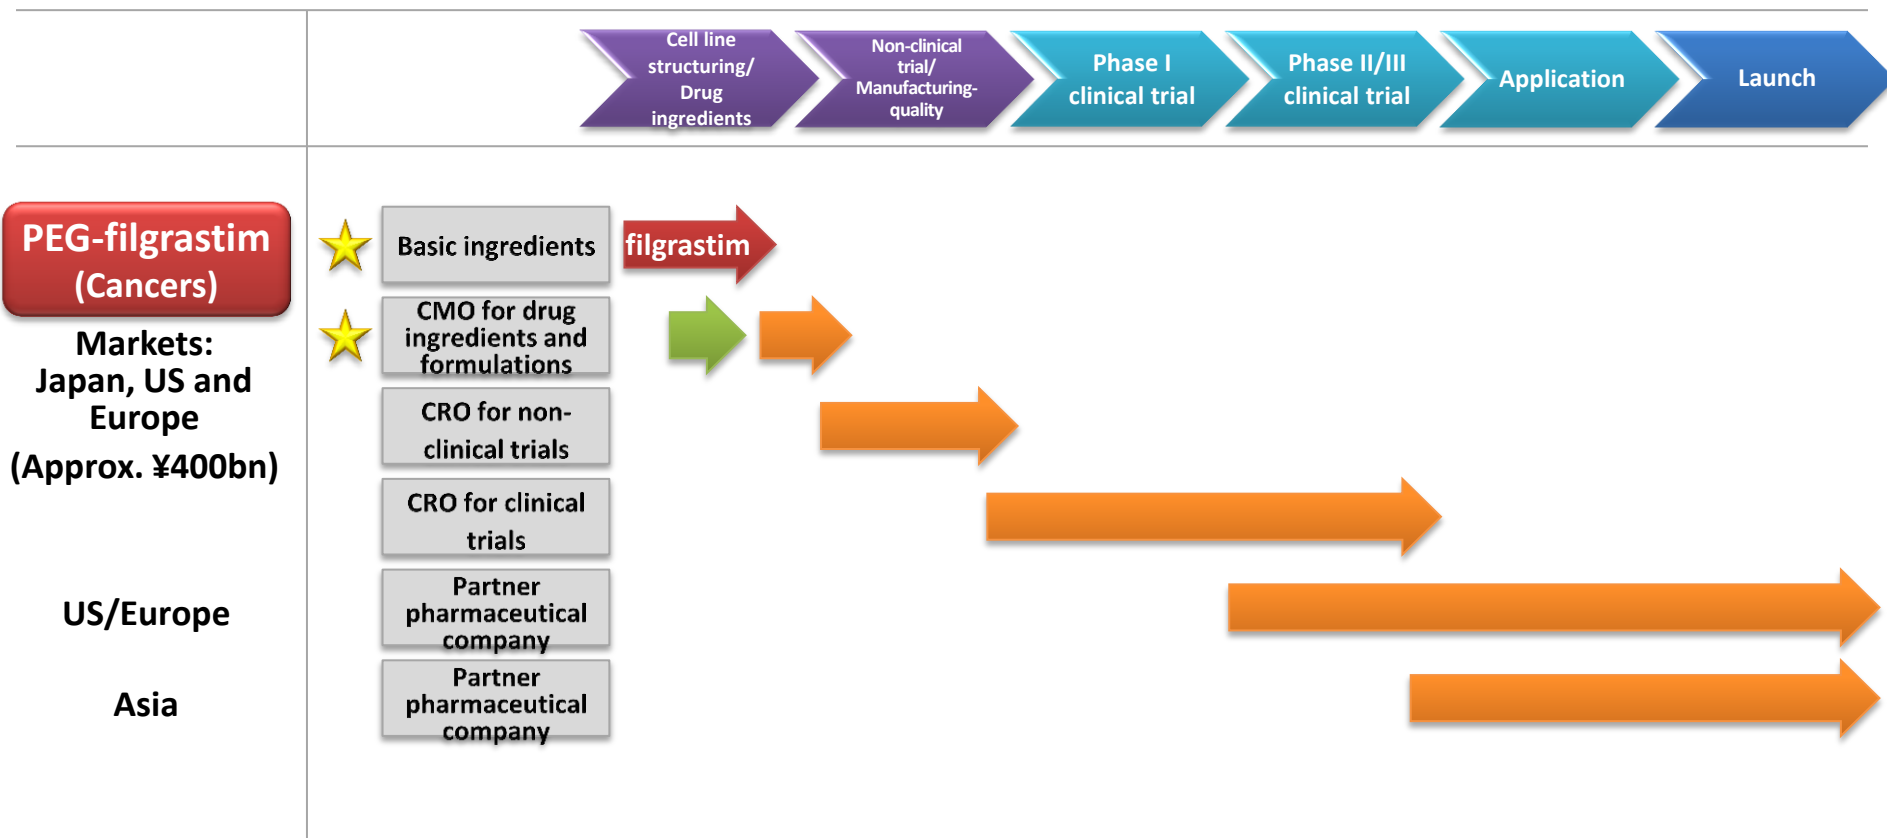 Cell line
structuring/
Drug
ingredients
Non-clinical
trial/
Manufacturing-
quality
Phase I
clinical trial
Phase II/III
clinical trial
Application
Launch
PEG-filgrastim
(Cancers)
Markets:
Japan, US and
Europe
(Approx. ¥400bn)
Basic ingredients
filgrastim
CMO for drug
ingredients and
formulations
CRO for non-
clinical trials
CRO for clinical
trials
US/Europe
Partner
pharmaceutical
company
Asia
Partner
pharmaceutical
company